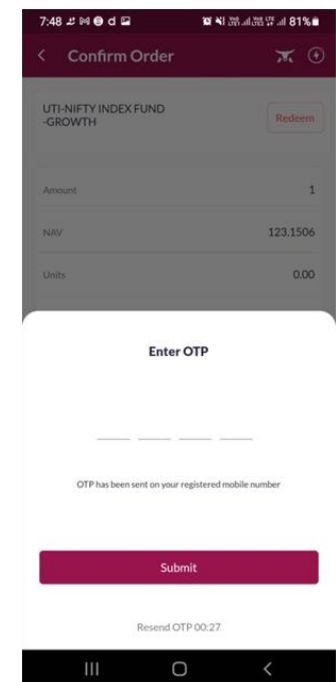 7:48
81%
Confirm Order
UTI-NIFTY INDEX FUND
-GROWTH
Redeem
Amount 1
NAV 123.1506
Units 0.00
Enter OTP
OTP has been sent on your registered mobile number
Submit
Resend OTP 00:27